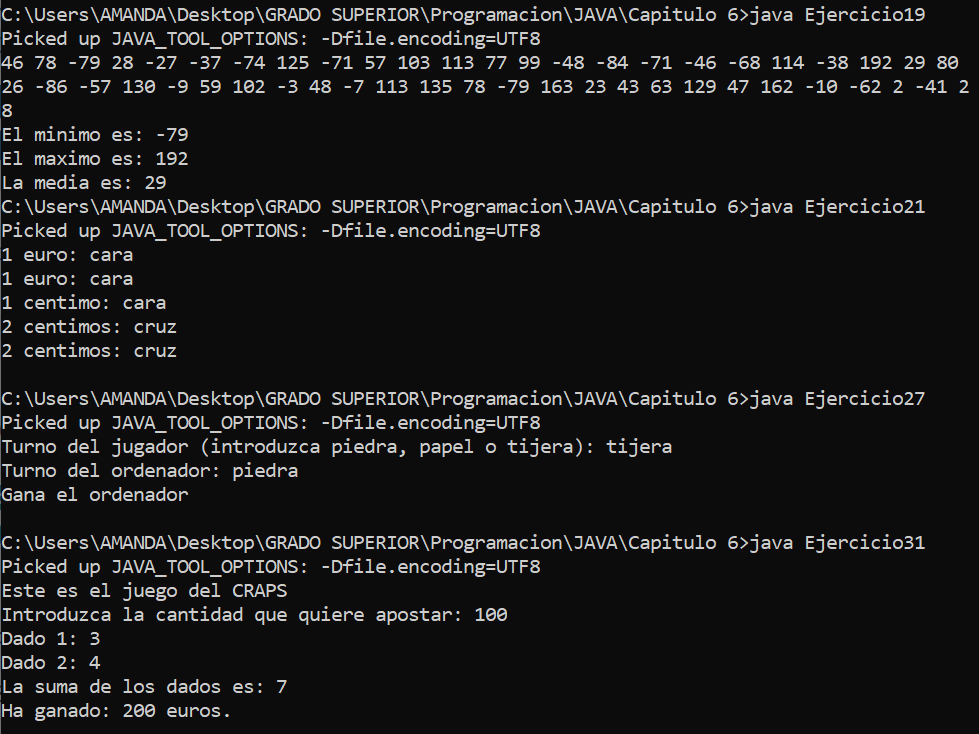 C:\Users\AMANDA\Desktop\GRADO SUPERIOR\Programacion\JAVA\Capitulo 6>java Ejercicio19
Picked up JAVA_TOOL_OPTIONS: -Dfile.encoding=UTF8
46 78 -79 28 -27 -37 -74 125 -71 57 103 113 77 99 -48 -84 -71 -46 -68 114 -38 192 29 80
26 -86 -57 130 -9 59 102 -3 48 -7 113 135 78 -79 163 23 43 63 129 47 162 -10 -62 2 -41 2
8
El minimo es: -79
El maximo es: 192
La media es: 29
C:\Users\AMANDA\Desktop\GRADO SUPERIOR\Programacion\JAVA\Capitulo 6>java Ejercicio21
Picked up JAVA_TOOL_OPTIONS: -Dfile.encoding=UTF8
1 euro: cara
1 euro: cara
1 centimo: cara
2 centimos: cruz
2 centimos: cruz
C:\Users\AMANDA\Desktop\GRADO SUPERIOR\Programacion\JAVA\Capitulo 6>java Ejercicio27
Picked up JAVA_TOOL_OPTIONS: -Dfile.encoding=UTF8
Turno del jugador (introduzca piedra, papel o tijera): tijera
Turno del ordenador: piedra
Gana el ordenador
C:\Users\AMANDA\Desktop\GRADO SUPERIOR\Programacion\JAVA\Capitulo 6>java Ejercicio31
Picked up JAVA_TOOL_OPTIONS: -Dfile.encoding=UTF8
Este es el juego del CRAPS
Introduzca la cantidad que quiere apostar: 100
Dado 1: 3
Dado 2: 4
La suma de los dados es: 7
Ha ganado: 200 euros.